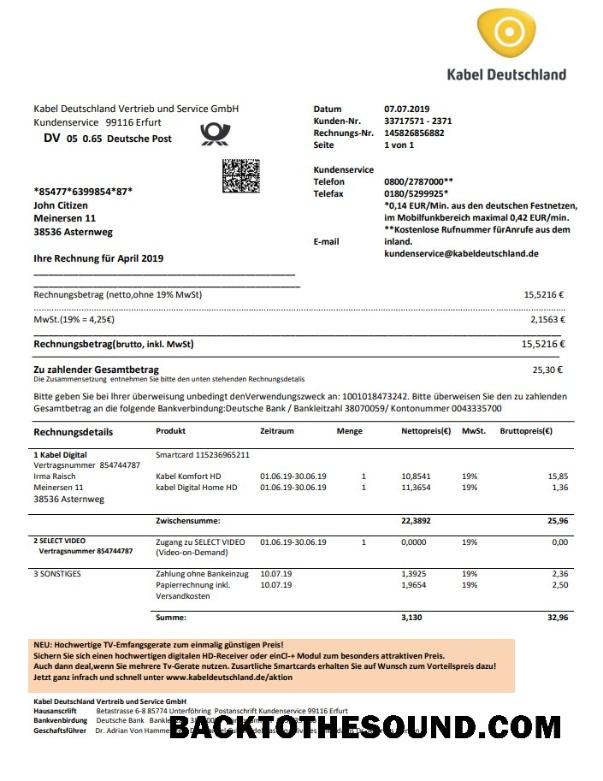 Kabel Deutschland
Kabel Deutschland Vertrieb und Service GmbH
Kundenservice 99116 Erfurt
DV 05 0.65 Deutsche Post
Datum 07.07.2019
Kunden-Nr. 33717571 - 2371
Rechnungs-Nr. 145826856882
Seite 1 von 1
Kundenservice
Telefon 0800/2787000**
Telefax 0180/5299925*
*0,14 EUR/Min. aus den deutschen Festnetzen,
im Mobilfunkbereich maximal 0,42 EUR/min.
**Kostenlose Rufnummer fürAnrufe aus dem
E-mail inland.
kundenservice@kabeldeutschland.de
*85477*6399854*87*
John Citizen
Meinersen 11
38536 Asternweg
Ihre Rechnung für April 2019
Rechnungsbetrag (netto,ohne 19% MwSt) 15,5216 €
MwSt.(19% = 4,25€) 2,1563 €
Rechnungsbetrag(brutto, inkl. MwSt) 15,5216 €
Zu zahlender Gesamtbetrag 25,30 €
Die Zusammensetzung entnehmen Sie bitte den unten stehenden Rechnungsdetails
Bitte geben Sie bei Ihrer überweisung unbedingt denVerwendungszweck an: 1001018473242. Bitte überweisen Sie den zu zahlenden
Gesamtbetrag an die folgende Bankverbindung:Deutsche Bank / Bankleitzahl 38070059/ Kontonummer 0043335700
Rechnungsdetails Produkt Zeitraum Menge Nettopreis(€) MwSt. Bruttopreis(€)
1 Kabel Digital Smartcard 115236965211
Vertragsnummer 854744787
Irma Raisch Kabel Komfort HD 01.06.19-30.06.19 1 10,8541 19% 15,85
Meinersen 11 kabel Digital Home HD 01.06.19-30.06.19 1 11,3654 19% 1,36
38536 Asternweg
Zwischensumme: 22,3892 25,96
2 SELECT VIDEO Zugang zu SELECT VIDEO 01.06.19-30.06.19 1 0,0000 19% 0,00
Vertragsnummer 854744787 (Video-on-Demand)
3 SONSTIGES Zahlung ohne Bankeinzug 10.07.19 1,3925 19% 2,36
Papierrechnung inkl. 10.07.19 1,9654 19% 2,50
Versandkosten
Summe: 3,130 32,96
NEU: Hochwertige TV-Emfangsgerate zum einmalig günstigen Preis!
Sichern Sie sich einen hochwertigen digitalen HD-Receiver oder einCi-+ Modul zum besonders attraktiven Preis.
Auch dann deal,wenn Sie mehrere Tv-Gerate nutzen. Zusartliche Smartcards erhalten Sie auf Wunsch zum Vorteilspreis dazu!
Jetzt ganz infrach und schnell unter www.kabeldeutschland.de/aktion
Kabel Deutschland Vertreib und Service GmbH
Hausanscrlift Betastrasse 6-8 85774 Unterföhring Postanschrift Kundenservice 99116 Erfurt
Bankvenbirdung Deutsche Bank
Geschaftsführer Dr. Adrian Von
BACKTOTHESOUND.COM